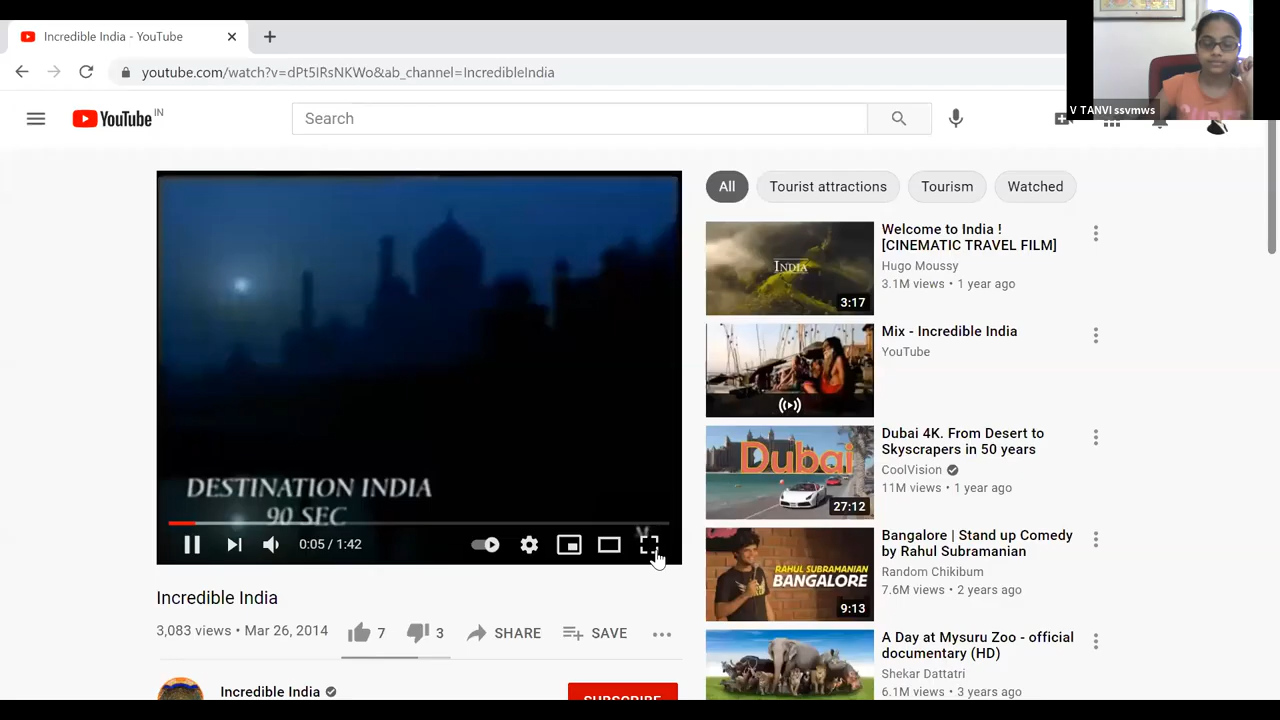 Incredible India - YouTube
youtube.com/watch?v=dPt5IRsNKWo&ab_channel=IncredibleIndia
V TANVI ssvmws
YouTube IN
Search
DESTINATION INDIA
90 SEC
0:05 / 1:42
Incredible India
3,083 views • Mar 26, 2014
7
3
SHARE
SAVE
Incredible India
SUBSCRIBE
All
Tourist attractions
Tourism
Watched
INDIA
3:17
Welcome to India !
[CINEMATIC TRAVEL FILM]
Hugo Moussy
3.1M views • 1 year ago
Mix - Incredible India
YouTube
Dubai
27:12
Dubai 4K. From Desert to
Skyscrapers in 50 years
CoolVision
11M views • 1 year ago
RAHUL SUBRAMANIAN
BANGALORE
9:13
Bangalore | Stand up Comedy
by Rahul Subramanian
Random Chikibum
7.6M views • 2 years ago
A Day at Mysuru Zoo - official
documentary (HD)
Shekar Dattatri
6.1M views • 3 years ago